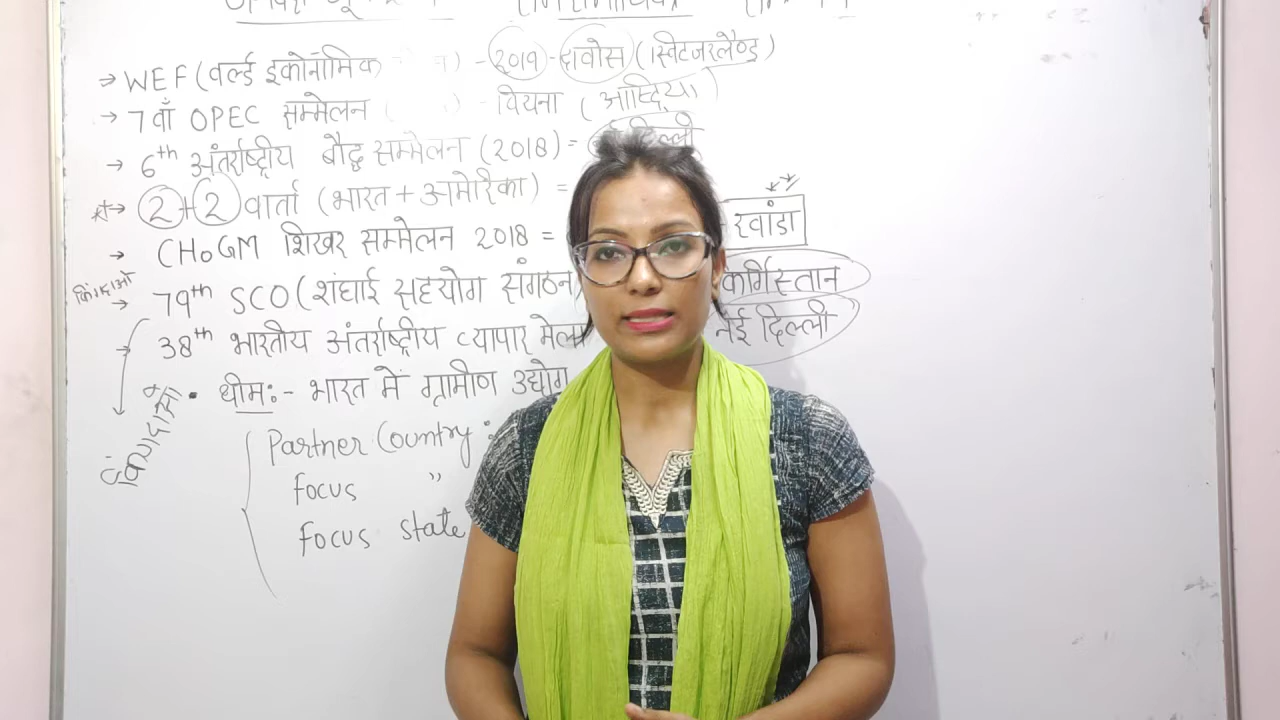 → WEF (वर्ल्ड इकोनॉमिक ) - 2019 - दावोस (स्विटजरलैण्ड)
→ 7वाँ OPEC सम्मेलन ( ) - वियना (आस्ट्रिया)
→ 6th अंतर्राष्ट्रीय बौद्ध सम्मेलन (2018) = दिल्ली
→ 2+2 वार्ता (भारत + अमेरिका) =
→ CHoGM शिखर सम्मेलन 2018 = - रवांडा
→ 79th SCO (शंघाई सहयोग संगठन) किर्गिस्तान
→ 38th भारतीय अंतर्राष्ट्रीय व्यापार मेला नई दिल्ली
• थीम:- भारत में ग्रामीण उद्योग
Partner Country :
focus "
focus state